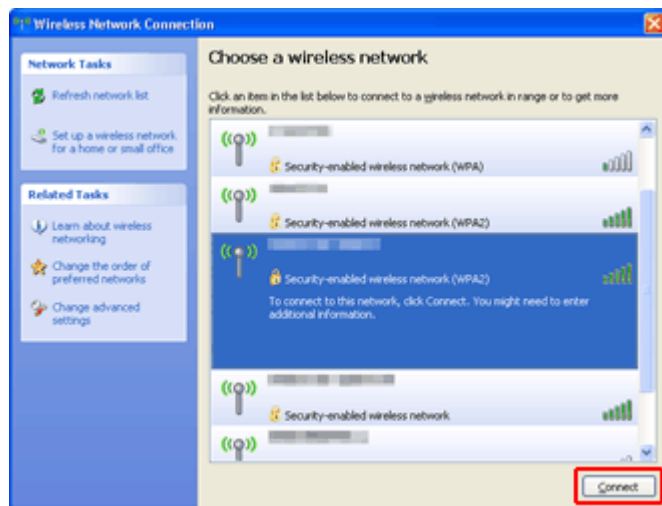 Wireless Network Connection
Network Tasks
Refresh network list
Set up a wireless network
for a home or small office
Related Tasks
Learn about wireless
networking
Change the order of
preferred networks
Change advanced
settings
Choose a wireless network
Click an item in the list below to connect to a wireless network in range or to get more
information.
Security-enabled wireless network (WPA)
Security-enabled wireless network (WPA2)
Security-enabled wireless network (WPA2)
To connect to this network, click Connect. You might need to enter
additional information.
Security-enabled wireless network
Connect